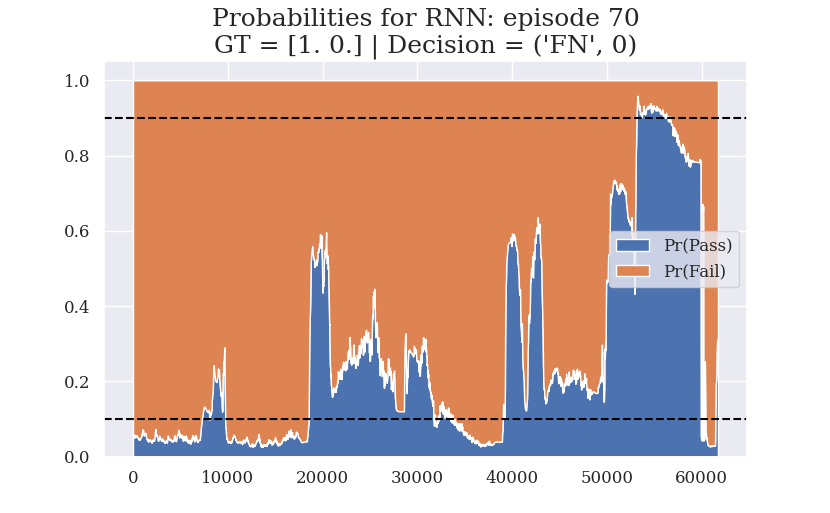 Probabilities for RNN: episode 70
GT = [1. 0.] | Decision = ('FN', 0)
1.0
0.8
0.6
0.4
0.2
0.0
Pr(Pass)
Pr(Fail)
0 10000 20000 30000 40000 50000 60000